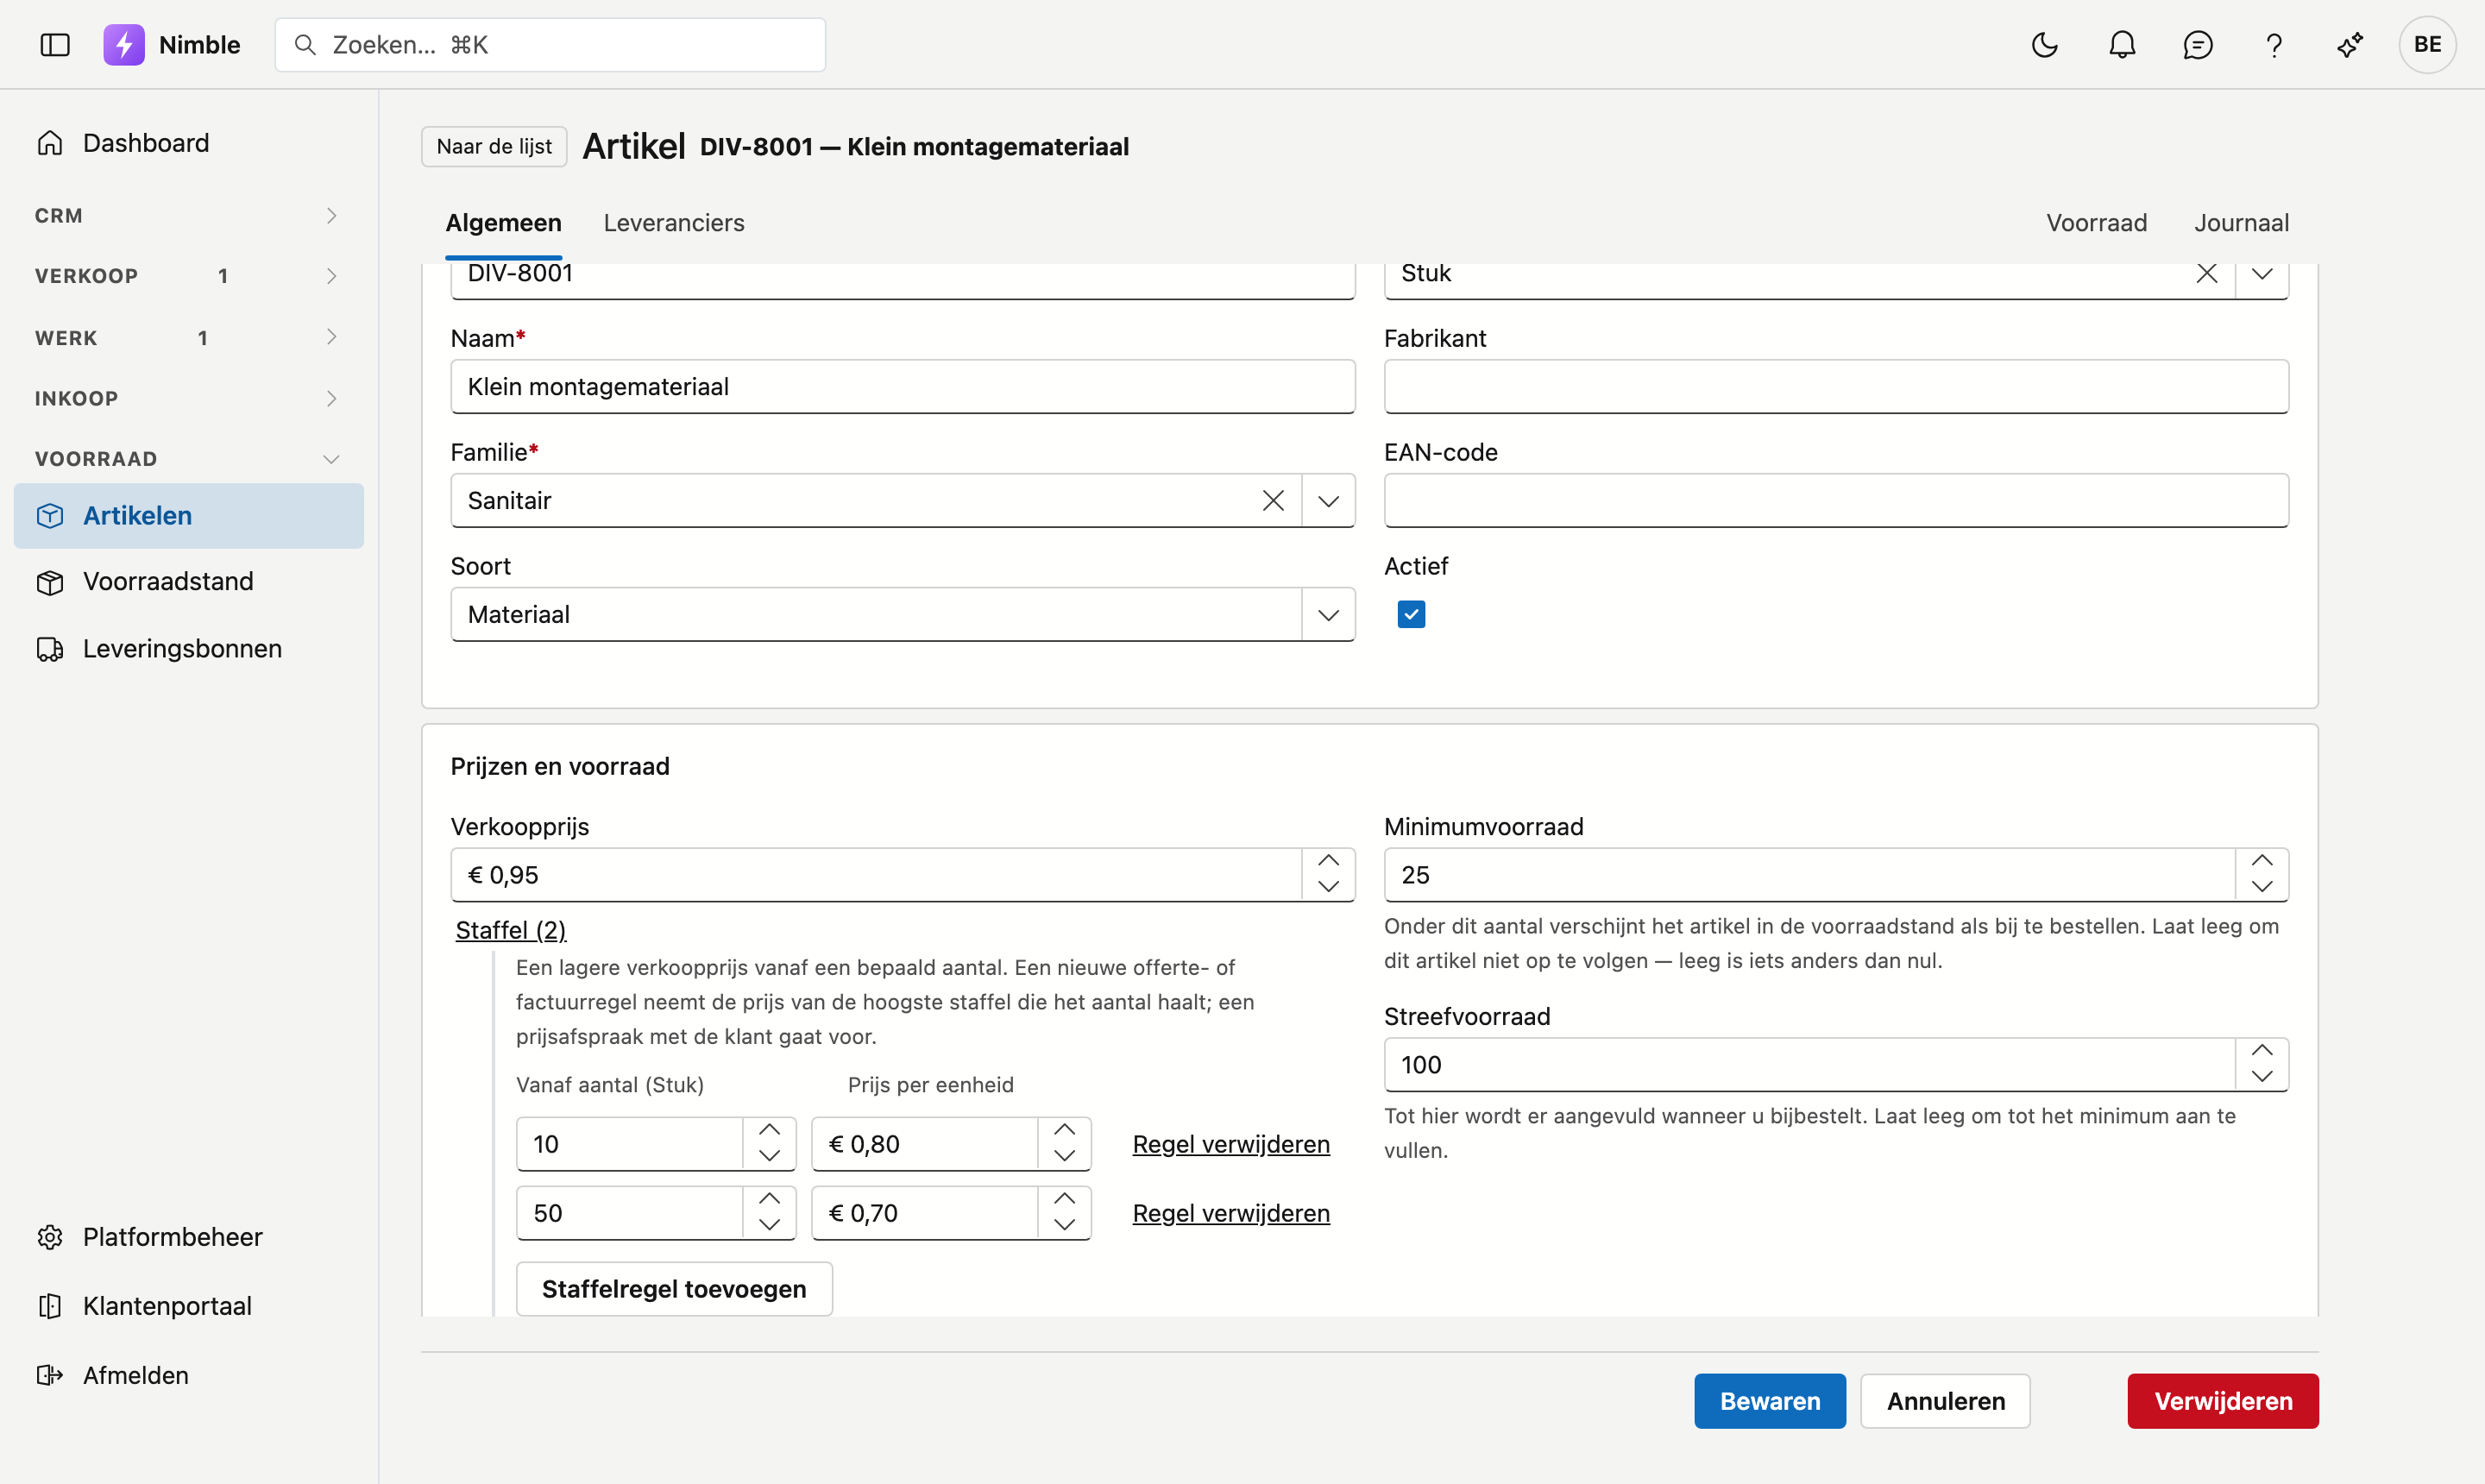 Nimble
Zoeken... ⌘K
BE
Dashboard
CRM
VERKOOP 1
WERK 1
INKOOP
VOORRAAD
Artikelen
Voorraadstand
Leveringsbonnen
Platformbeheer
Klantenportaal
Afmelden
Naar de lijst
Artikel DIV-8001 — Klein montagemateriaal
Algemeen
Leveranciers
Voorraad
Journaal
DIV-8001
Stuk
Naam*
Klein montagemateriaal
Fabrikant
Familie*
Sanitair
EAN-code
Soort
Materiaal
Actief
Prijzen en voorraad
Verkoopprijs
€ 0,95
Staffel (2)
Een lagere verkoopprijs vanaf een bepaald aantal. Een nieuwe offerte- of
factuurregel neemt de prijs van de hoogste staffel die het aantal haalt; een
prijsafspraak met de klant gaat voor.
Vanaf aantal (Stuk)
Prijs per eenheid
10
€ 0,80
Regel verwijderen
50
€ 0,70
Regel verwijderen
Staffelregel toevoegen
Minimumvoorraad
25
Onder dit aantal verschijnt het artikel in de voorraadstand als bij te bestellen. Laat leeg om
dit artikel niet op te volgen — leeg is iets anders dan nul.
Streefvoorraad
100
Tot hier wordt er aangevuld wanneer u bijbestelt. Laat leeg om tot het minimum aan te
vullen.
Bewaren
Annuleren
Verwijderen